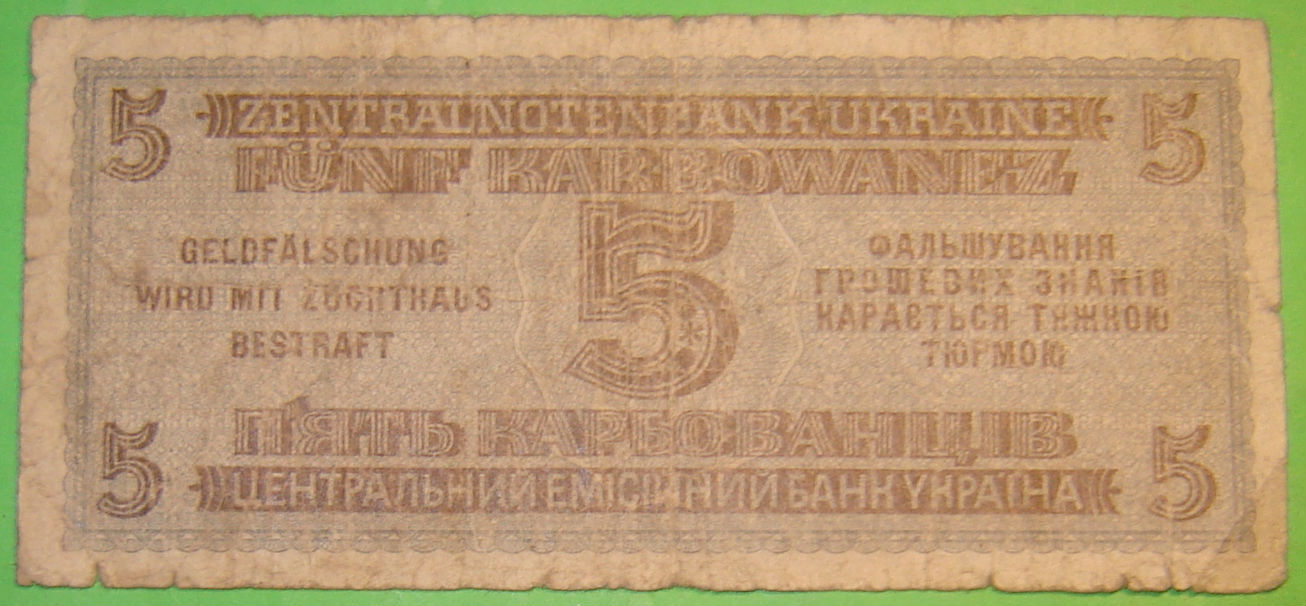 5 ZENTRALNOTENBANK UKRAINE 5
FÜNF KARBOWANEZ
5
GELDFÄLSCHUNG
WIRD MIT ZUCHTHAUS
BESTRAFT
ФАЛЬШУВАННЯ
ГРОШЕВИХ ЗНАКІВ
КАРАЄТЬСЯ ТЯЖКОЮ
ТЮРМОЮ
П'ЯТЬ КАРБОВАНЦІВ
5 ЦЕНТРАЛЬНИЙ ЕМІСІЙНИЙ БАНК УКРАЇНА 5